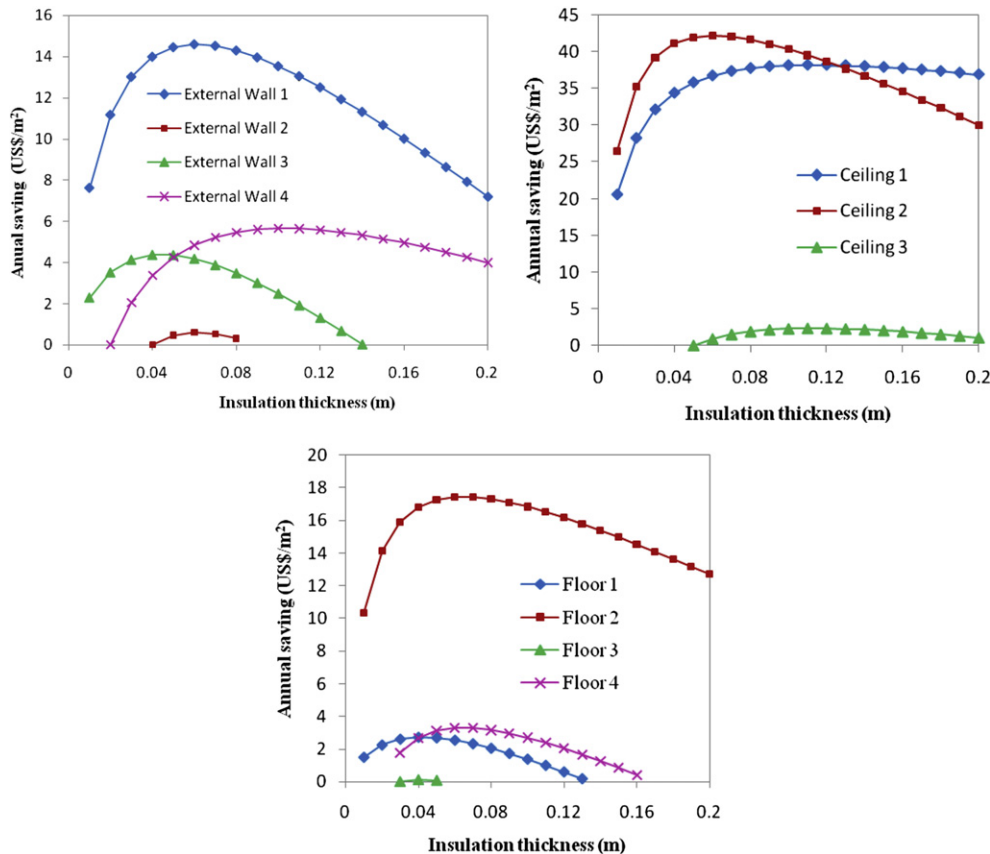 16
14
12
10
8
6
4
2
0
Annual saving (US$/m²)
External Wall 1
External Wall 2
External Wall 3
External Wall 4
0 0.04 0.08 0.12 0.16 0.2
Insulation thickness (m)
45
40
35
30
25
20
15
10
5
0
Annual saving (US$/m²)
Ceiling 1
Ceiling 2
Ceiling 3
0 0.04 0.08 0.12 0.16 0.2
Insulation thickness (m)
20
18
16
14
12
10
8
6
4
2
0
Annual saving (US$/m²)
Floor 1
Floor 2
Floor 3
Floor 4
0 0.04 0.08 0.12 0.16 0.2
Insulation thickness (m)